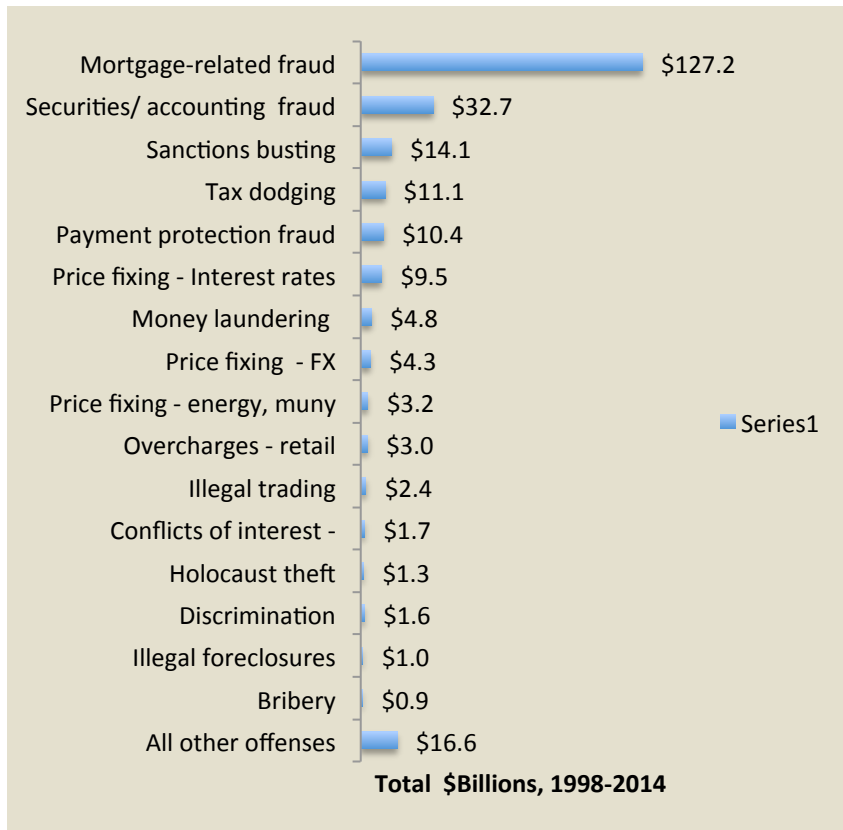 Mortgage-related fraud $127.2
Securities/ accounting fraud $32.7
Sanctions busting $14.1
Tax dodging $11.1
Payment protection fraud $10.4
Price fixing - Interest rates $9.5
Money laundering $4.8
Price fixing - FX $4.3
Price fixing - energy, muny $3.2
Overcharges - retail $3.0
Illegal trading $2.4
Conflicts of interest - $1.7
Holocaust theft $1.3
Discrimination $1.6
Illegal foreclosures $1.0
Bribery $0.9
All other offenses $16.6
Series1
Total $Billions, 1998-2014